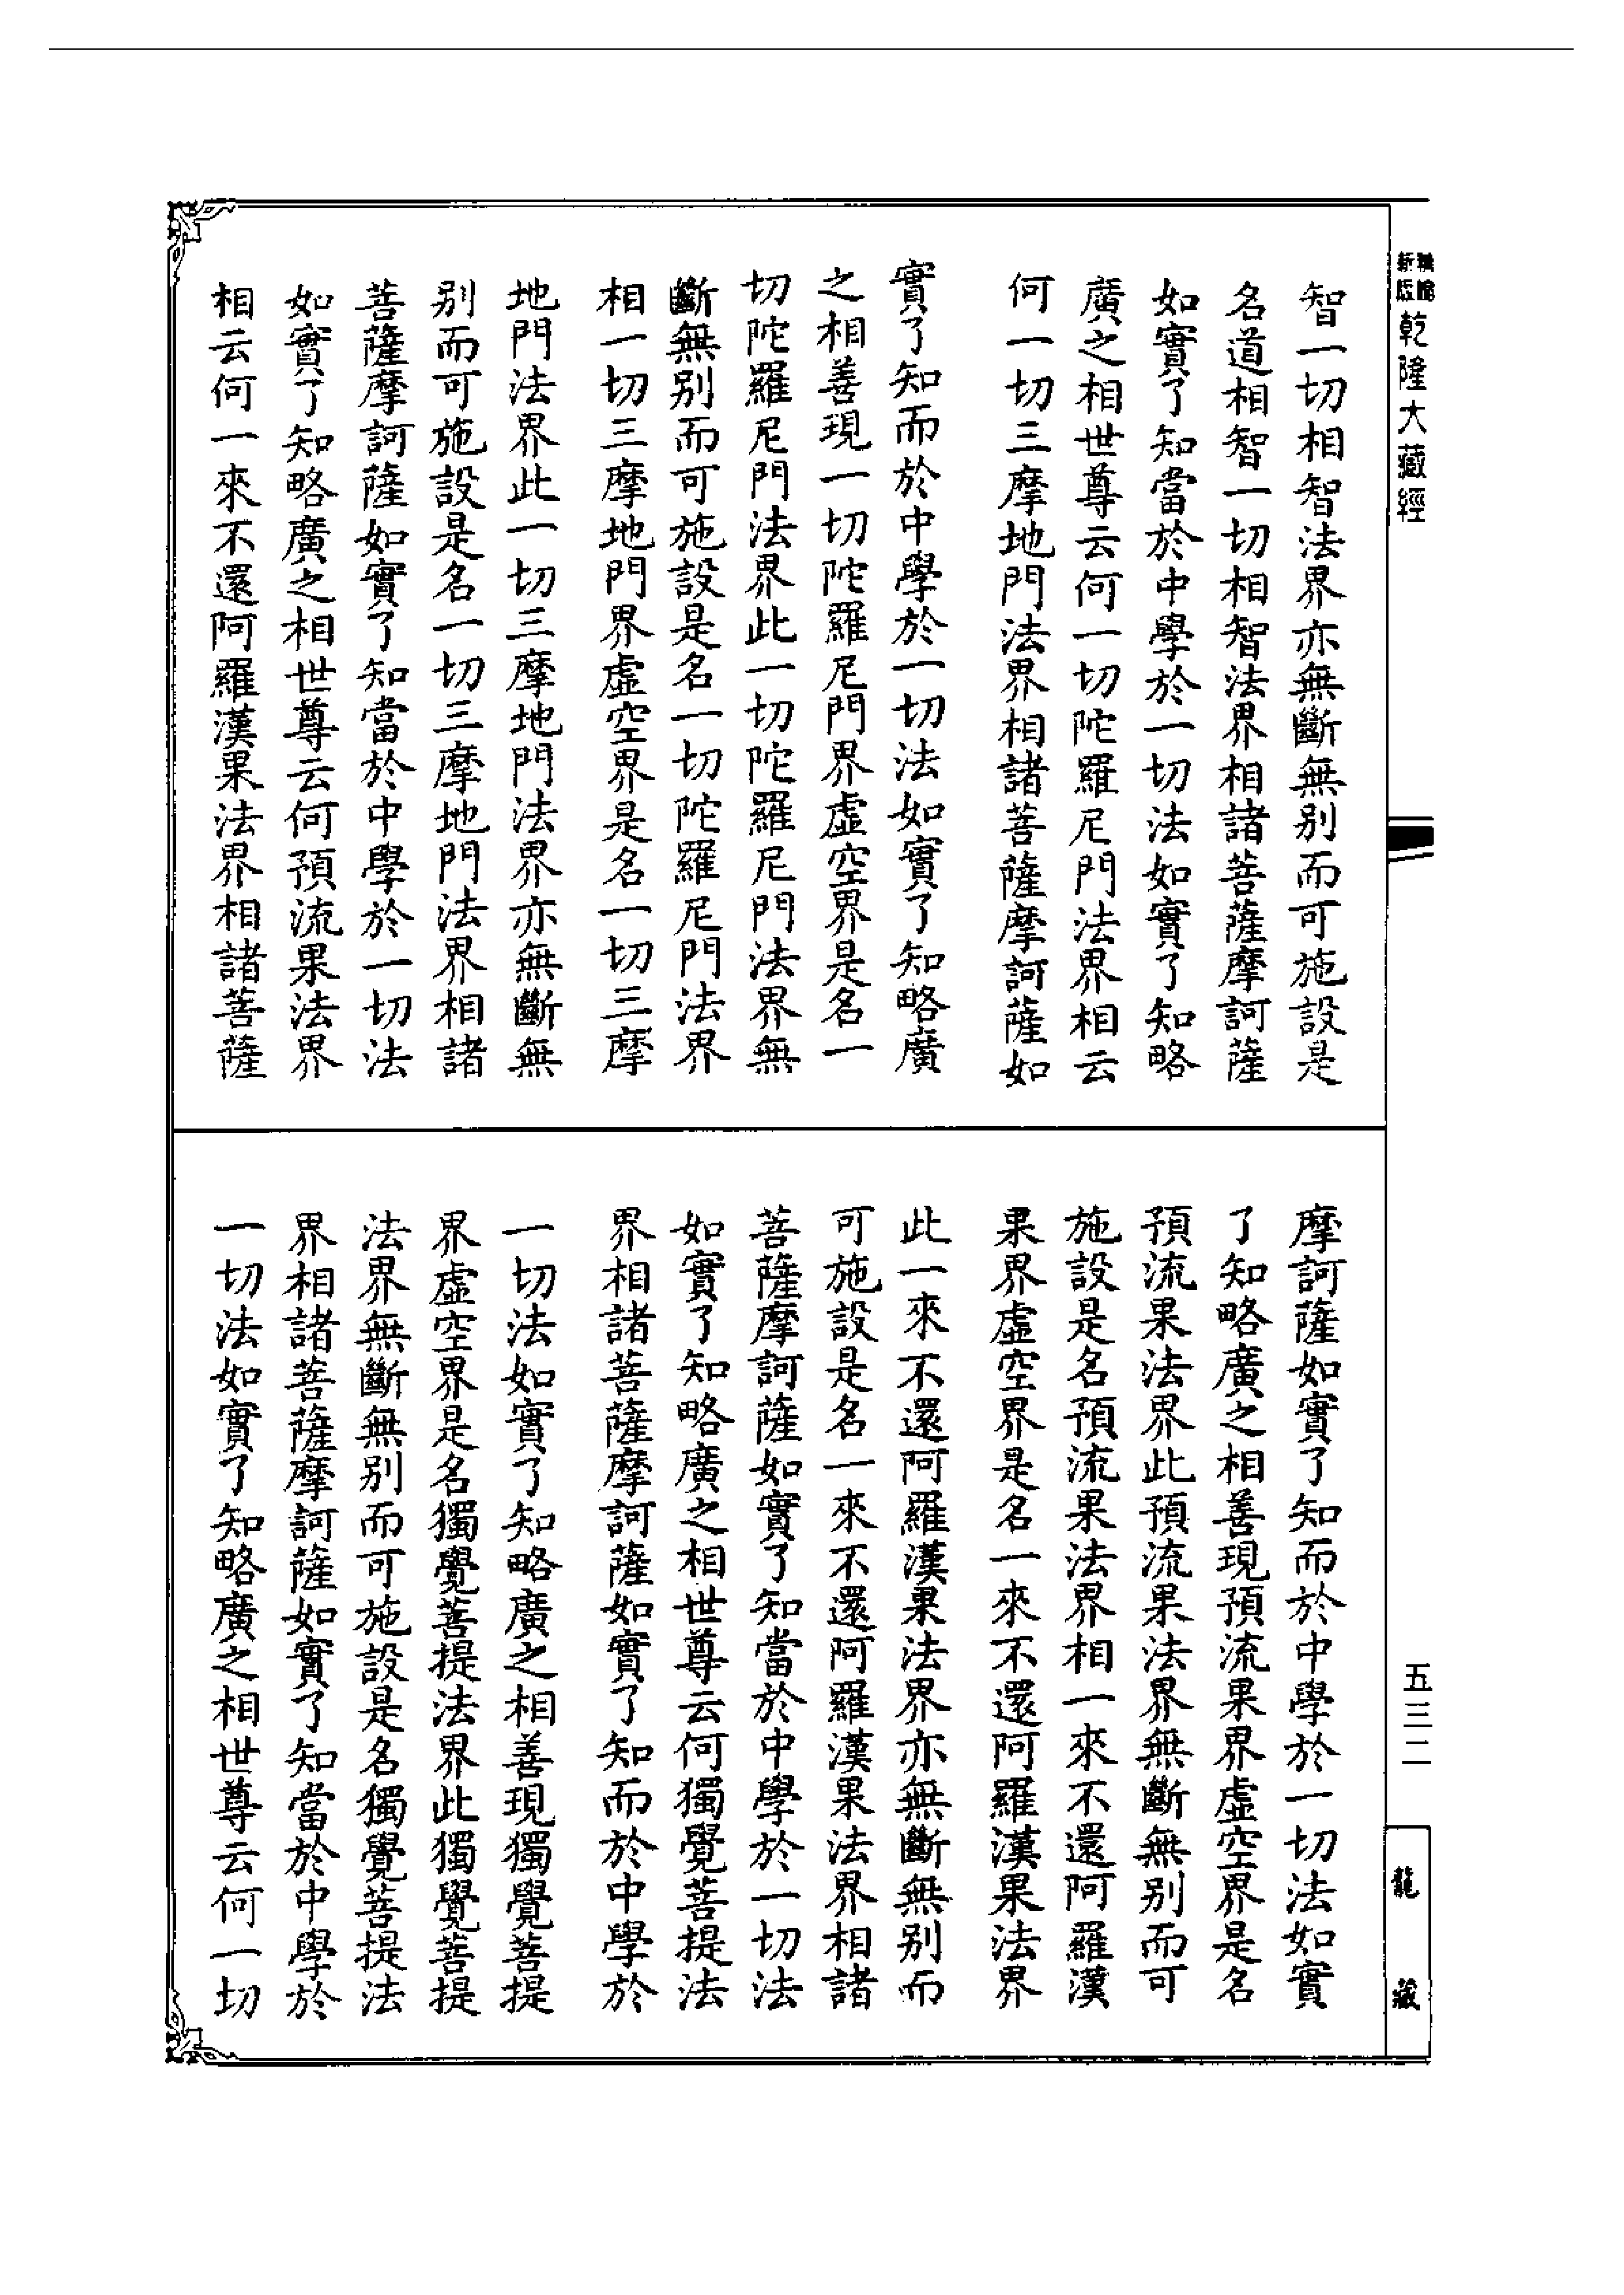 乾隆大藏經
智一切相智法界亦無斷無别而可施設是
名道相智一切相智法界相諸菩薩摩訶薩
如實了知當於中學於一切法如實了知略
廣之相世尊云何一切陀羅尼門法界相云
何一切三摩地門法界相諸菩薩摩訶薩如
實了知而於中學於一切法如實了知略廣
之相善現一切陀羅尼門界虛空界是名一
切陀羅尼門法界此一切陀羅尼門法界無
斷無别而可施設是名一切陀羅尼門法界
相一切三摩地門界虛空界是名一切三摩
地門法界此一切三摩地門法界亦無斷無
别而可施設是名一切三摩地門法界相諸
菩薩摩訶薩如實了知當於中學於一切法
如實了知略廣之相世尊云何預流果法界
相云何一來不還阿羅漢果法界相諸菩薩
摩訶薩如實了知而於中學於一切法如實
了知略廣之相善現預流果界虛空界是名
預流果法界此預流果法界無斷無别而可
施設是名預流果法界相一來不還阿羅漢
果界虛空界是名一來不還阿羅漢果法界
此一來不還阿羅漢果法界亦無斷無别而
可施設是名一來不還阿羅漢果法界相諸
菩薩摩訶薩如實了知當於中學於一切法
如實了知略廣之相世尊云何獨覺菩提法
界相諸菩薩摩訶薩如實了知而於中學於
一切法如實了知略廣之相善現獨覺菩提
界虛空界是名獨覺菩提法界此獨覺菩提
法界無斷無别而可施設是名獨覺菩提法
界相諸菩薩摩訶薩如實了知當於中學於
一切法如實了知略廣之相世尊云何一切
五三二
龍藏